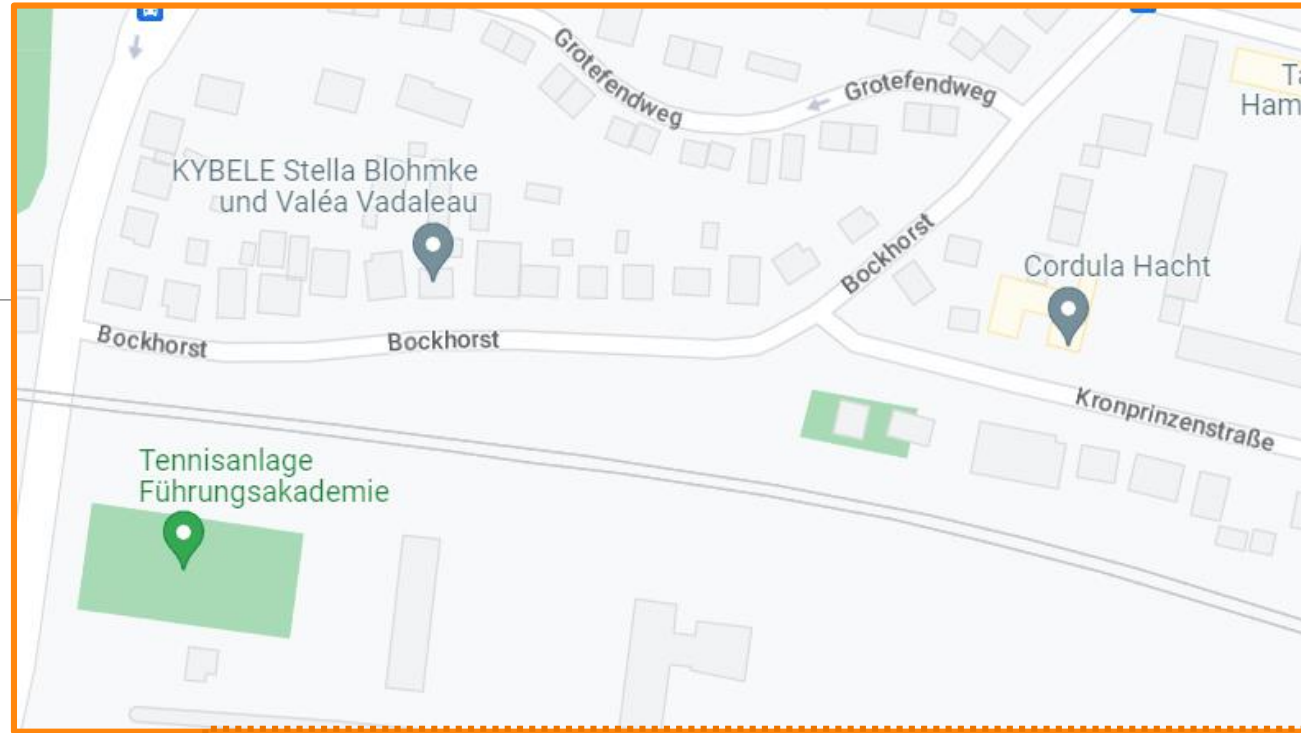 Grotefendweg
Grotefendweg
Ta
Ham
KYBELE Stella Blohmke
und Valéa Vadaleau
Bockhorst
Cordula Hacht
Bockhorst
Bockhorst
Kronprinzenstraße
Tennisanlage
Führungsakademie